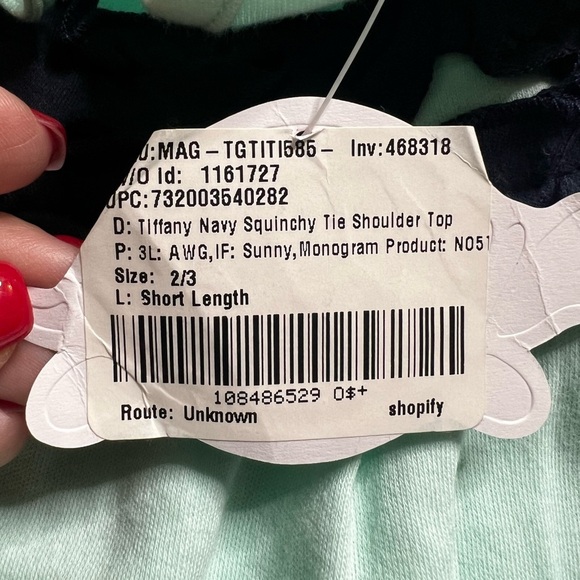 U:MAG-TGTITI585- Inv:468318
/O Id: 1161727
UPC:732003540282
D: Tiffany Navy Squinchy Tie Shoulder Top
P: 3L: AWG,IF: Sunny,Monogram Product: NO51
Size: 2/3
L: Short Length
108486529 0$+
Route: Unknown shopify